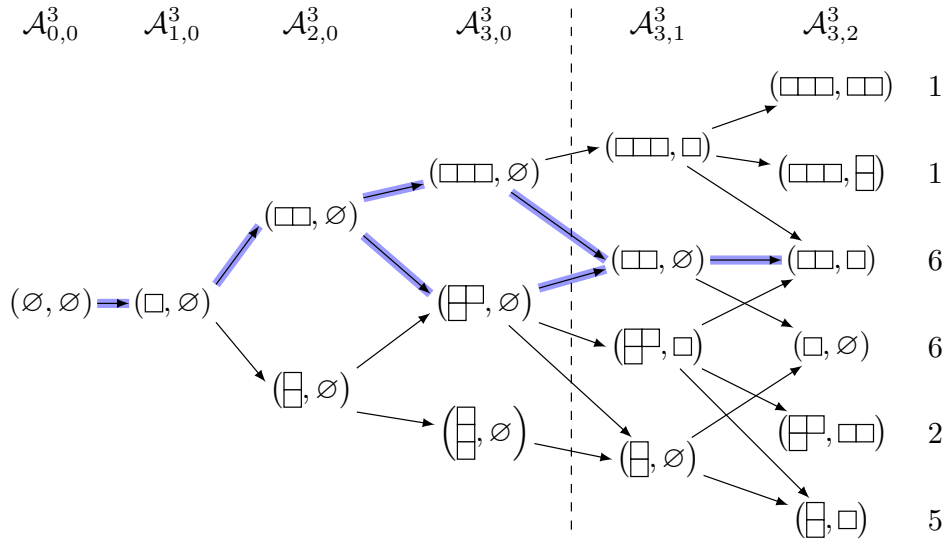 𝒜³₀,₀ 𝒜³₁,₀ 𝒜³₂,₀ 𝒜³₃,₀ 𝒜³₃,₁ 𝒜³₃,₂
(□□□, □□) 1
(□□□, □)
(□□□, ∅) (□□□, □/□) 1
(□□, ∅)
(□□, ∅) (□□, □) 6
(∅, ∅) (□, ∅) (□□/□, ∅)
(□□/□, □) (□, ∅) 6
(□/□, ∅)
(□/□/□, ∅) (□□/□, □□) 2
(□/□, ∅)
(□/□, □) 5